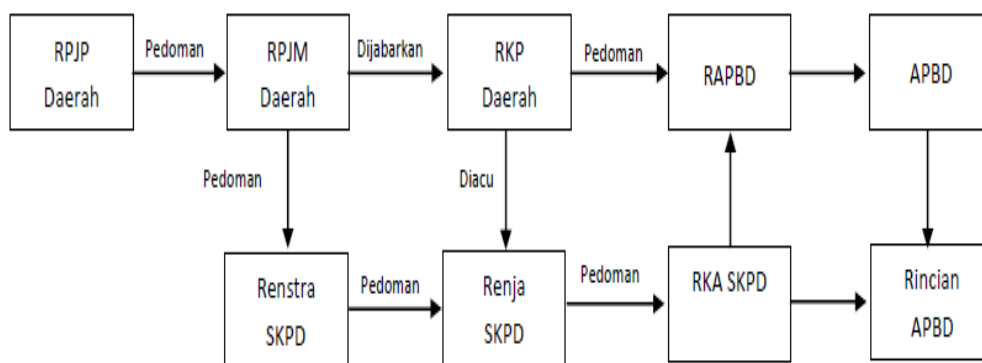 RPJP
Daerah
Pedoman
RPJM
Daerah
Dijabarkan
RKP
Daerah
Pedoman
RAPBD
APBD
Pedoman
Diacu
Renstra
SKPD
Pedoman
Renja
SKPD
Pedoman
RKA SKPD
Rincian
APBD